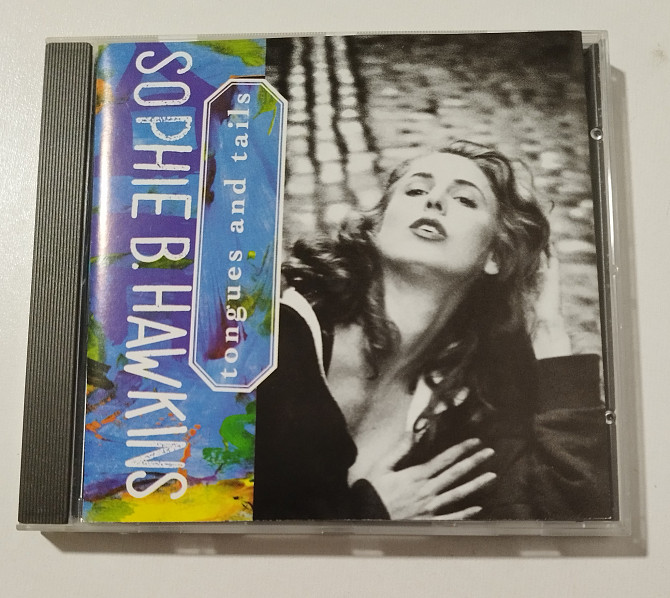 SOPHIE B. HAWKINS
tongues and tails